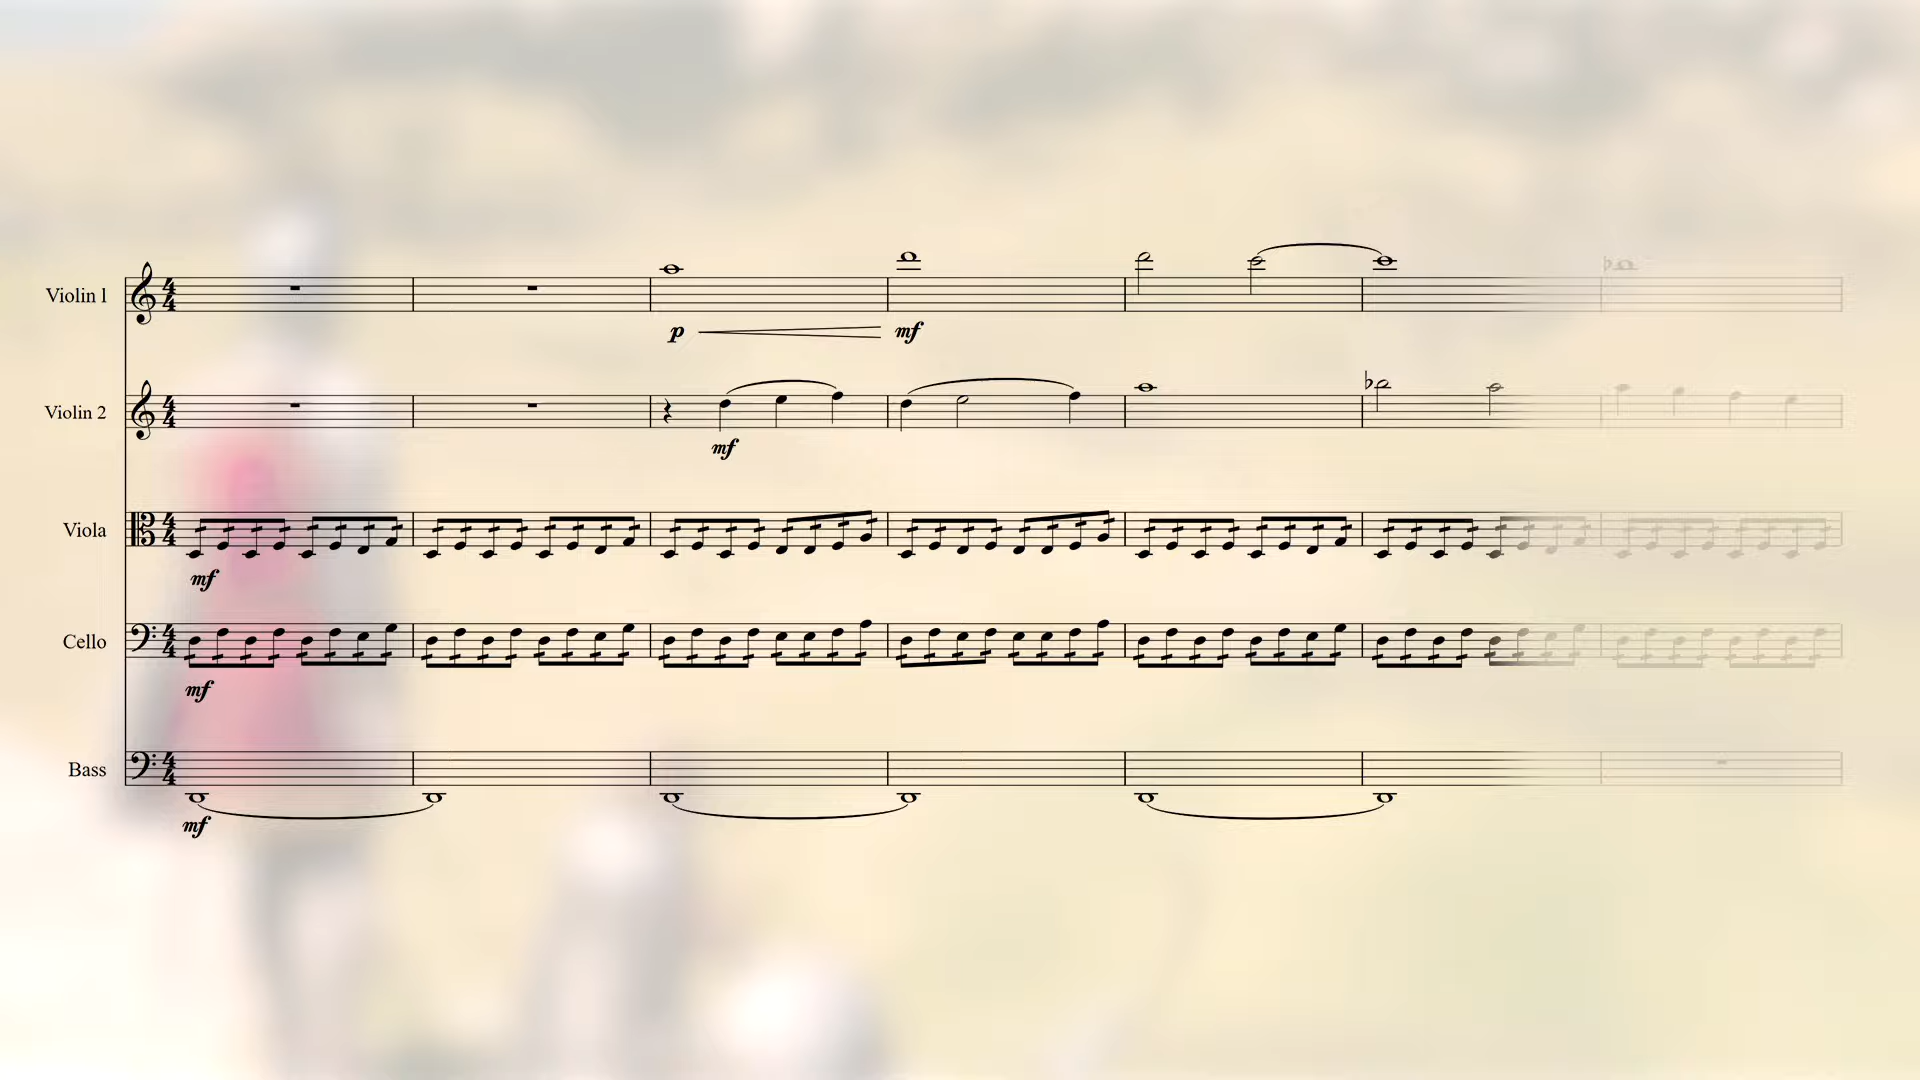 Violin 1
p mf
Violin 2
mf
Viola
mf
Cello
mf
Bass
mf